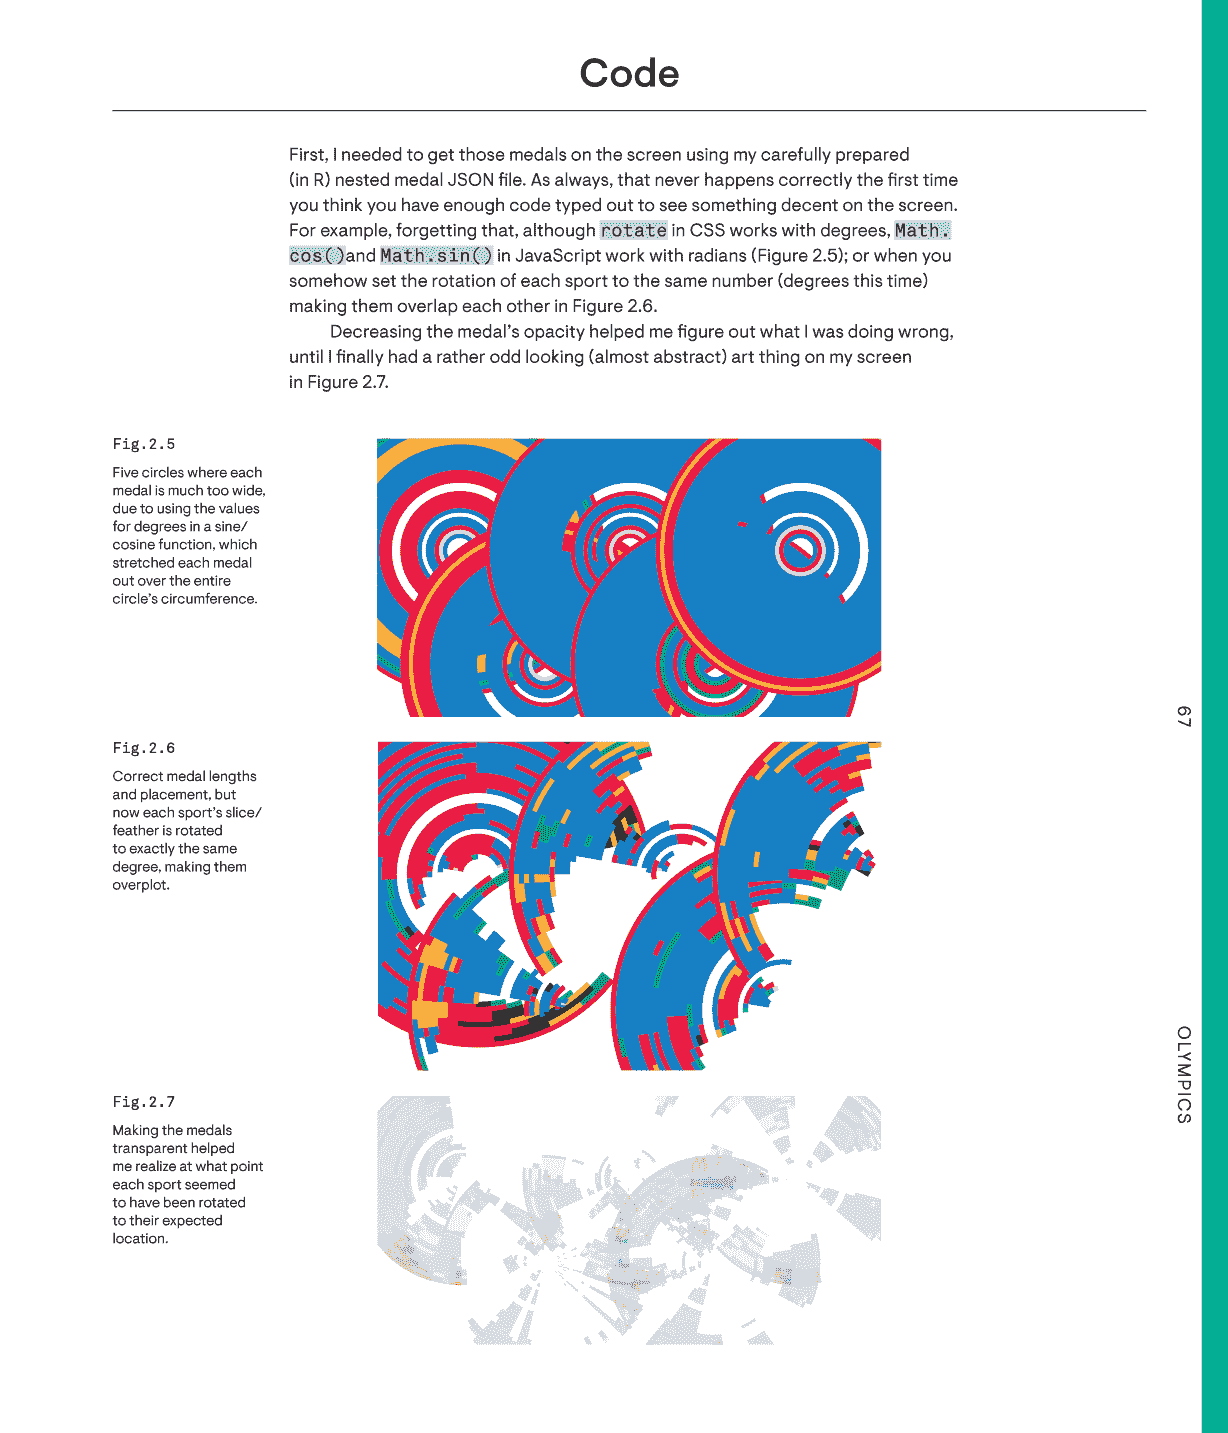 Code
First, I needed to get those medals on the screen using my carefully prepared
(in R) nested medal JSON file. As always, that never happens correctly the first time
you think you have enough code typed out to see something decent on the screen.
For example, forgetting that, although rotate in CSS works with degrees, Math.
cos()and Math.sin() in JavaScript work with radians (Figure 2.5); or when you
somehow set the rotation of each sport to the same number (degrees this time)
making them overlap each other in Figure 2.6.
Decreasing the medal’s opacity helped me figure out what I was doing wrong,
until I finally had a rather odd looking (almost abstract) art thing on my screen
in Figure 2.7.
Fig.2.5
Five circles where each
medal is much too wide,
due to using the values
for degrees in a sine/
cosine function, which
stretched each medal
out over the entire
circle’s circumference.
Fig.2.6
Correct medal lengths
and placement, but
now each sport’s slice/
feather is rotated
to exactly the same
degree, making them
overplot.
Fig.2.7
Making the medals
transparent helped
me realize at what point
each sport seemed
to have been rotated
to their expected
location.
67
OLYMPICS